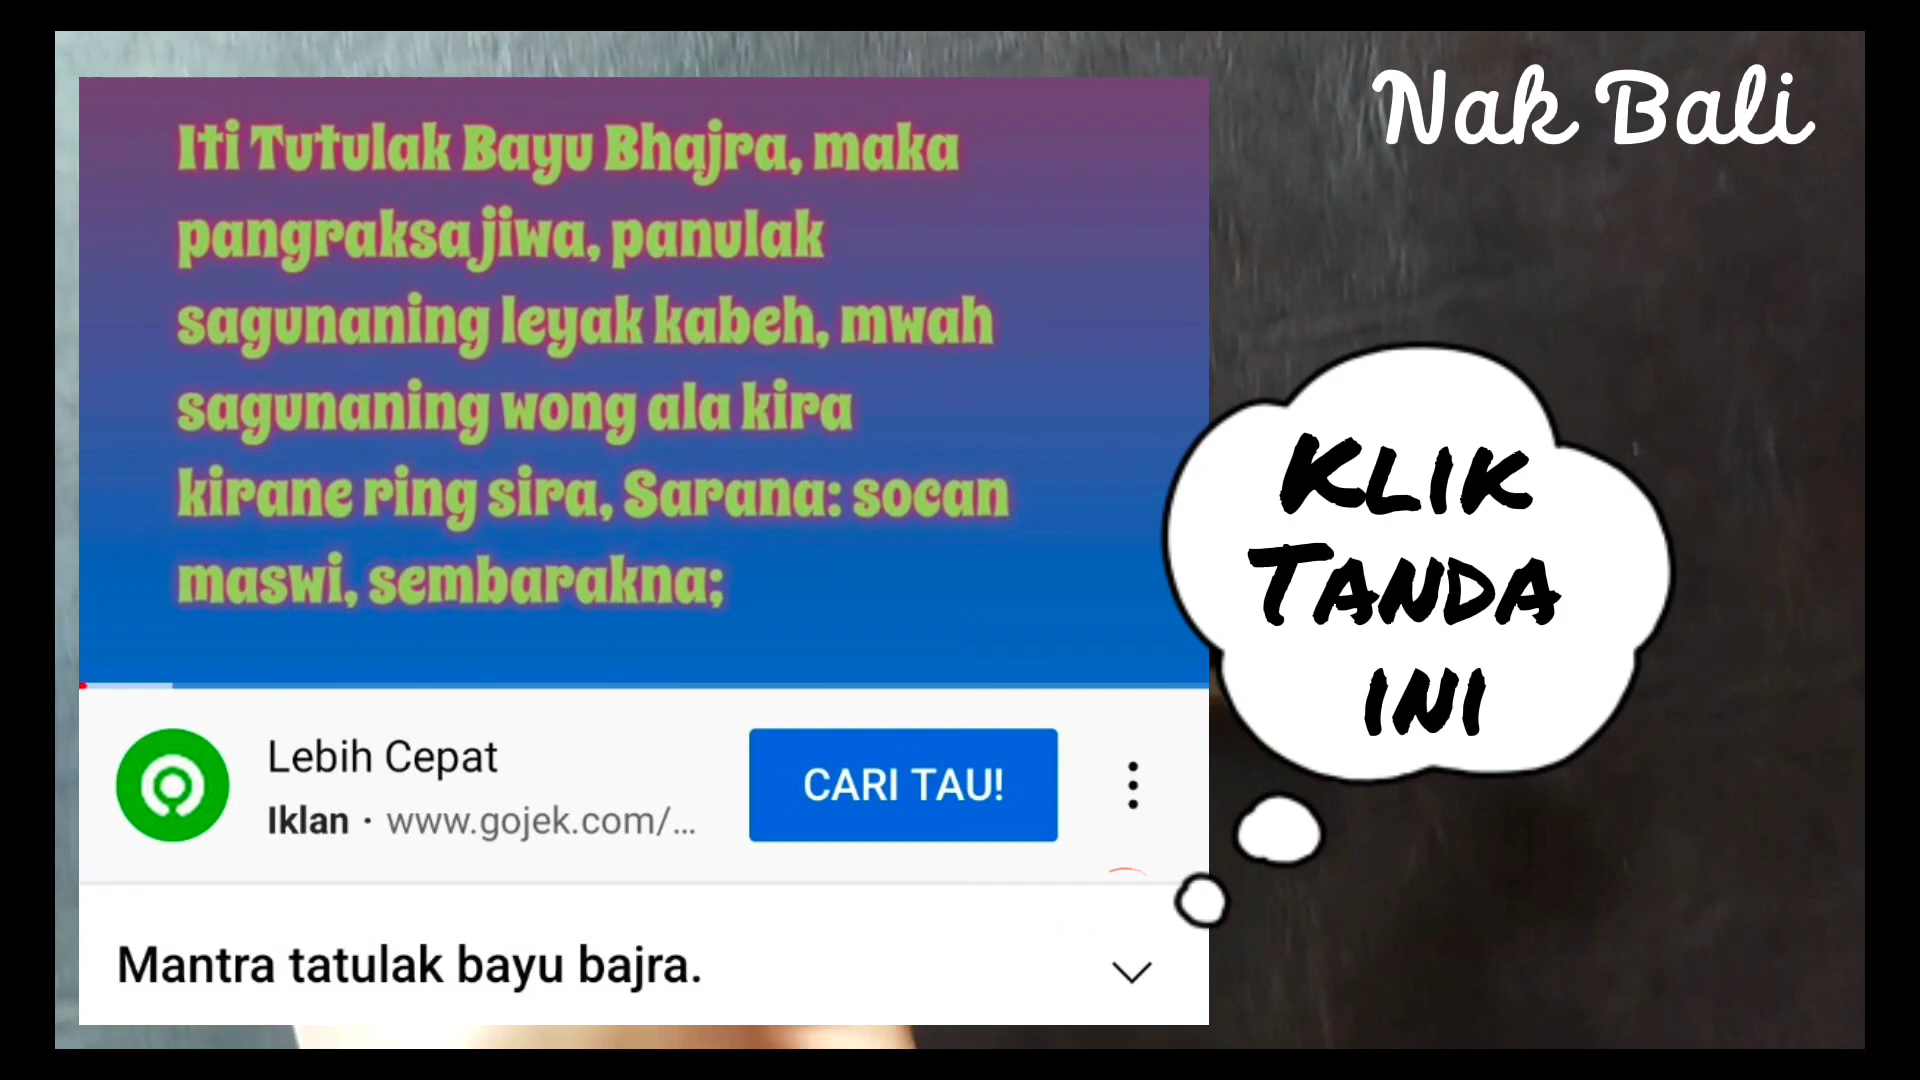 Nak Bali
Iti Tutulak Bayu Bhajra, maka
pangraksa jiwa, panulak
sagunaning leyak kabeh, mwah
sagunaning wong ala kira
kirane ring sira, Sarana: socan
maswi, sembarakna;
KLIK
TANDA
INI
Lebih Cepat
Iklan · www.gojek.com/...
CARI TAU!
Mantra tatulak bayu bajra.